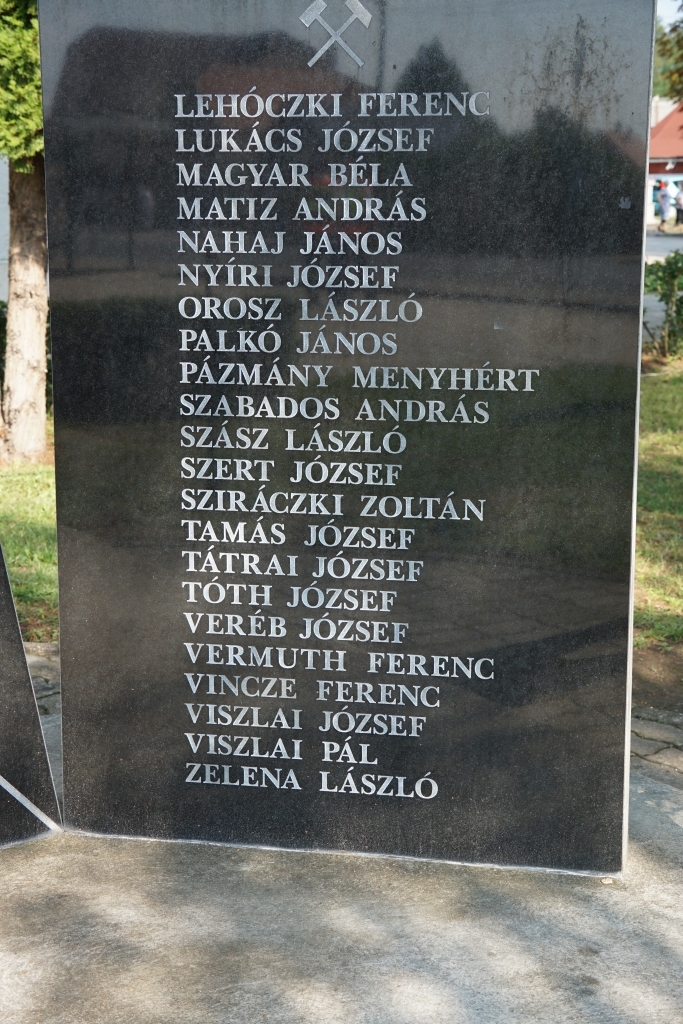 LEHÓCZKI FERENC
LUKÁCS JÓZSEF
MAGYAR BÉLA
MATIZ ANDRÁS
NAHAJ JÁNOS
NYÍRI JÓZSEF
OROSZ LÁSZLÓ
PALKÓ JÁNOS
PÁZMÁNY MENYHÉRT
SZABADOS ANDRÁS
SZÁSZ LÁSZLÓ
SZERT JÓZSEF
SZIRÁCZKI ZOLTÁN
TAMÁS JÓZSEF
TÁTRAI JÓZSEF
TÓTH JÓZSEF
VERÉB JÓZSEF
VERMUTH FERENC
VINCZE FERENC
VISZLAI JÓZSEF
VISZLAI PÁL
ZELENA LÁSZLÓ